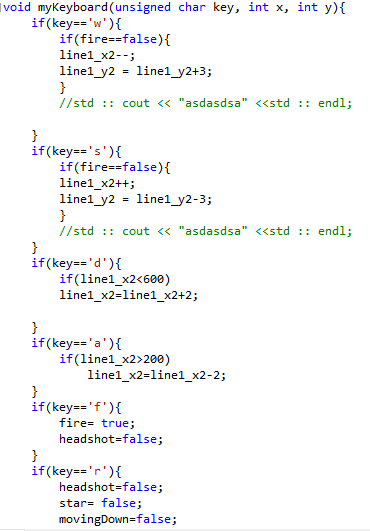 void myKeyboard(unsigned char key, int x, int y){
if(key=='w'){
if(fire==false){
line1_x2--;
line1_y2 = line1_y2+3;
}
//std :: cout << "asdasdsa" <<std :: endl;
}
if(key=='s'){
if(fire==false){
line1_x2++;
line1_y2 = line1_y2-3;
}
//std :: cout << "asdasdsa" <<std :: endl;
}
if(key=='d'){
if(line1_x2<600)
line1_x2=line1_x2+2;
}
if(key=='a'){
if(line1_x2>200)
line1_x2=line1_x2-2;
}
if(key=='f'){
fire= true;
headshot=false;
}
if(key=='r'){
headshot=false;
star= false;
movingDown=false;